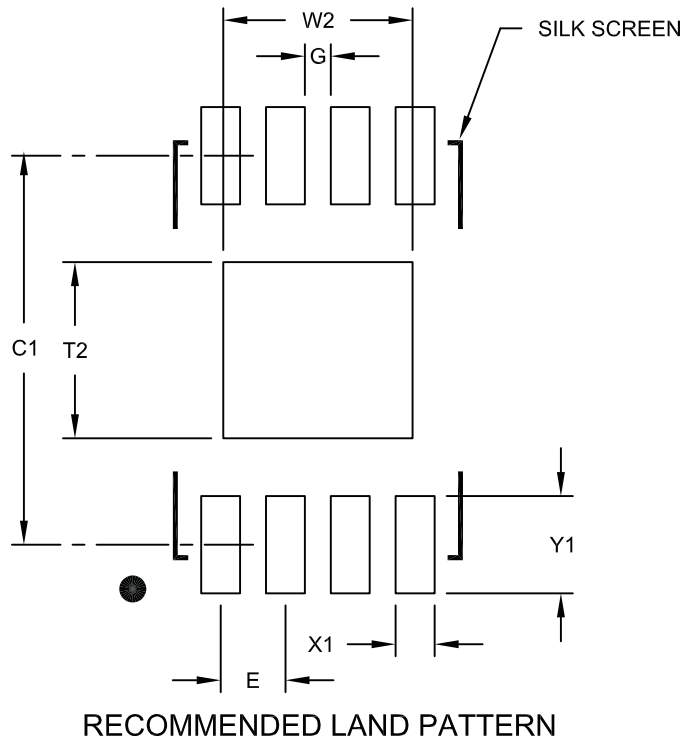 W2
SILK SCREEN
G
C1
T2
Y1
X1
E
RECOMMENDED LAND PATTERN